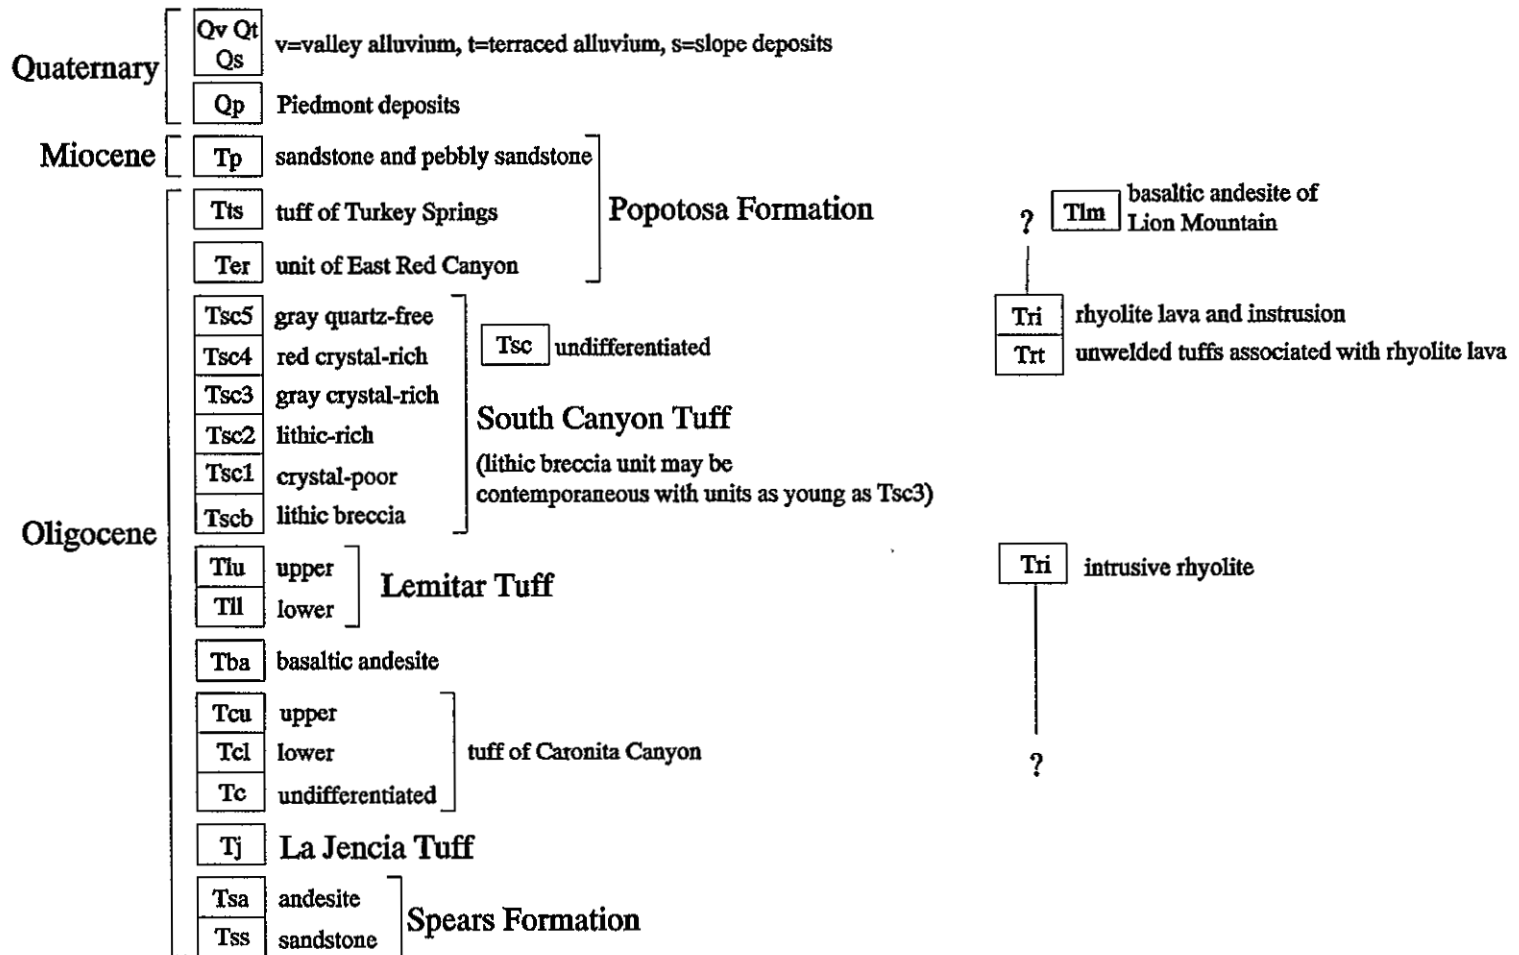 Quaternary
Qv Qt
Qs
v=valley alluvium, t=terraced alluvium, s=slope deposits
Qp Piedmont deposits
Miocene
Tp sandstone and pebbly sandstone
Tts tuff of Turkey Springs
Ter unit of East Red Canyon
Popotosa Formation
? Tlm basaltic andesite of
Lion Mountain
Oligocene
Tsc5 gray quartz-free
Tsc4 red crystal-rich
Tsc3 gray crystal-rich
Tsc2 lithic-rich
Tsc1 crystal-poor
Tscb lithic breccia
Tsc undifferentiated
South Canyon Tuff
(lithic breccia unit may be
contemporaneous with units as young as Tsc3)
Tri rhyolite lava and instrusion
Trt unwelded tuffs associated with rhyolite lava
Tlu upper
Tll lower
Lemitar Tuff
Tri intrusive rhyolite
?
Tba basaltic andesite
Tcu upper
Tcl lower
Tc undifferentiated
tuff of Caronita Canyon
Tj La Jencia Tuff
Tsa andesite
Tss sandstone
Spears Formation